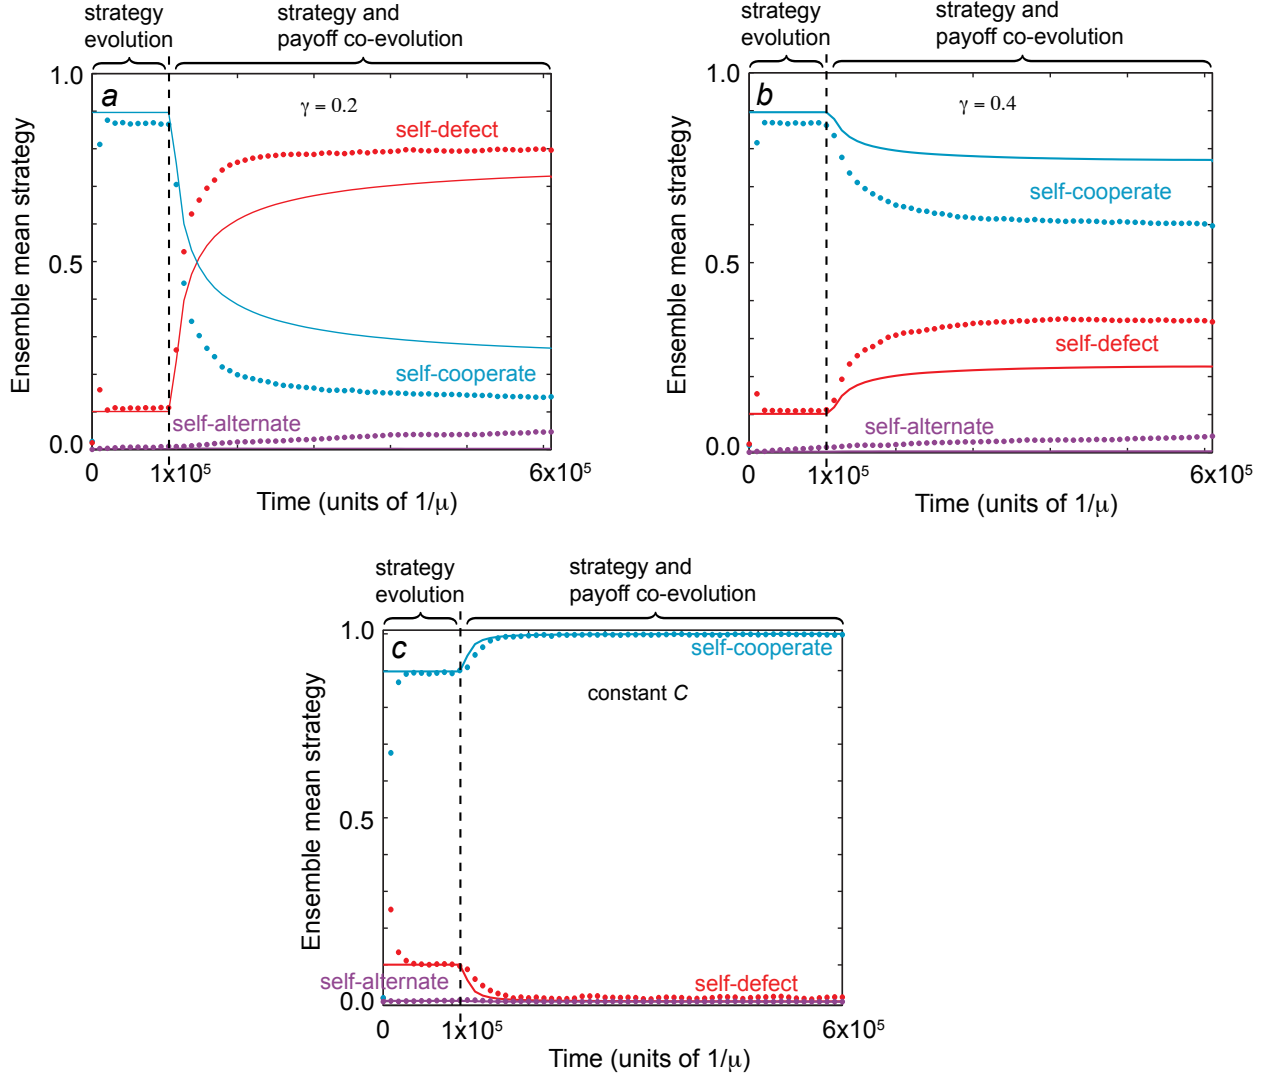 strategy
evolution
strategy and
payoff co-evolution
1.0
a
γ = 0.2
self-defect
Ensemble mean strategy
0.5
self-cooperate
self-alternate
0.0
0
1x10⁵
6x10⁵
Time (units of 1/μ)
strategy
evolution
strategy and
payoff co-evolution
1.0
b
γ = 0.4
self-cooperate
Ensemble mean strategy
0.5
self-defect
self-alternate
0.0
0
1x10⁵
6x10⁵
Time (units of 1/μ)
strategy
evolution
strategy and
payoff co-evolution
1.0
c
self-cooperate
constant C
Ensemble mean strategy
0.5
self-alternate
self-defect
0.0
0
1x10⁵
6x10⁵
Time (units of 1/μ)